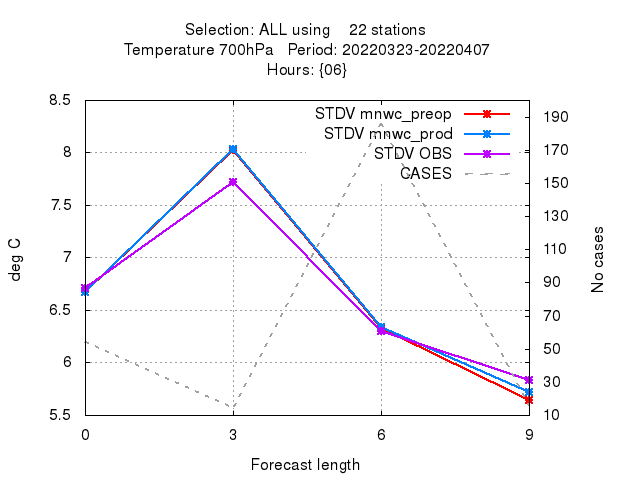 Selection: ALL using 22 stations
Temperature 700hPa Period: 20220323-20220407
Hours: {06}
STDV mnwc_preop
STDV mnwc_prod
STDV OBS
CASES
deg C
8.5
8
7.5
7
6.5
6
5.5
190
170
150
130
110
90
70
50
30
10
No cases
0 3 6 9
Forecast length